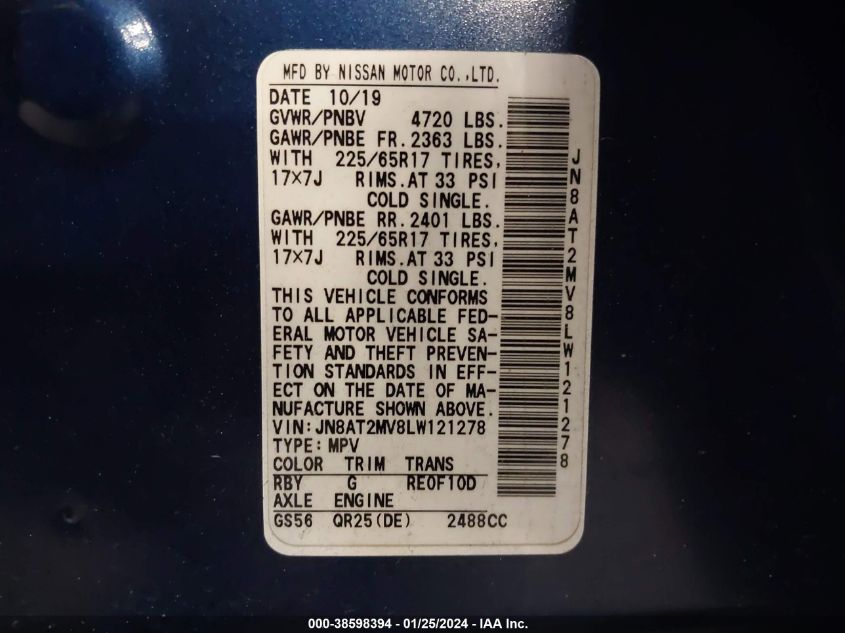 MFD BY NISSAN MOTOR CO.,LTD.
DATE 10/19
GVWR/PNBV 4720 LBS.
GAWR/PNBE FR. 2363 LBS.
WITH 225/65R17 TIRES,
17×7J RIMS.AT 33 PSI
COLD SINGLE.
GAWR/PNBE RR. 2401 LBS.
WITH 225/65R17 TIRES,
17×7J RIMS.AT 33 PSI
COLD SINGLE.
THIS VEHICLE CONFORMS
TO ALL APPLICABLE FED-
ERAL MOTOR VEHICLE SA-
FETY AND THEFT PREVEN-
TION STANDARDS IN EFF-
ECT ON THE DATE OF MA-
NUFACTURE SHOWN ABOVE.
VIN:JN8AT2MV8LW121278
TYPE:MPV
COLOR TRIM TRANS
RBY G RE0F10D
AXLE ENGINE
GS56 QR25(DE) 2488CC
JN8AT2MV8LW121278
000-38598394 - 01/25/2024 - IAA Inc.